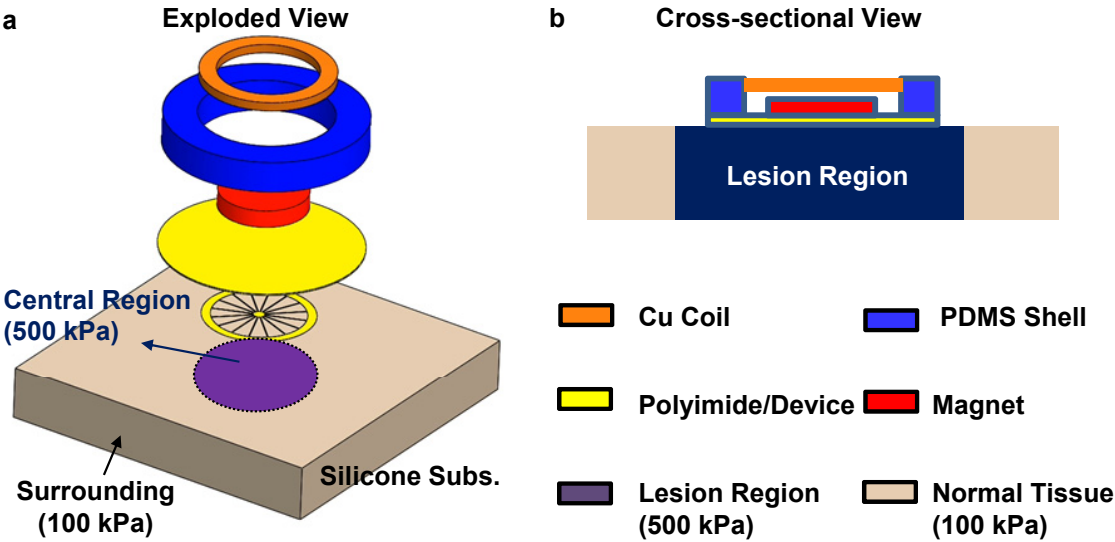 a
Exploded View
Central Region
(500 kPa)
Surrounding
(100 kPa)
Silicone Subs.
b
Cross-sectional View
Lesion Region
Cu Coil
PDMS Shell
Polyimide/Device
Magnet
Lesion Region
(500 kPa)
Normal Tissue
(100 kPa)